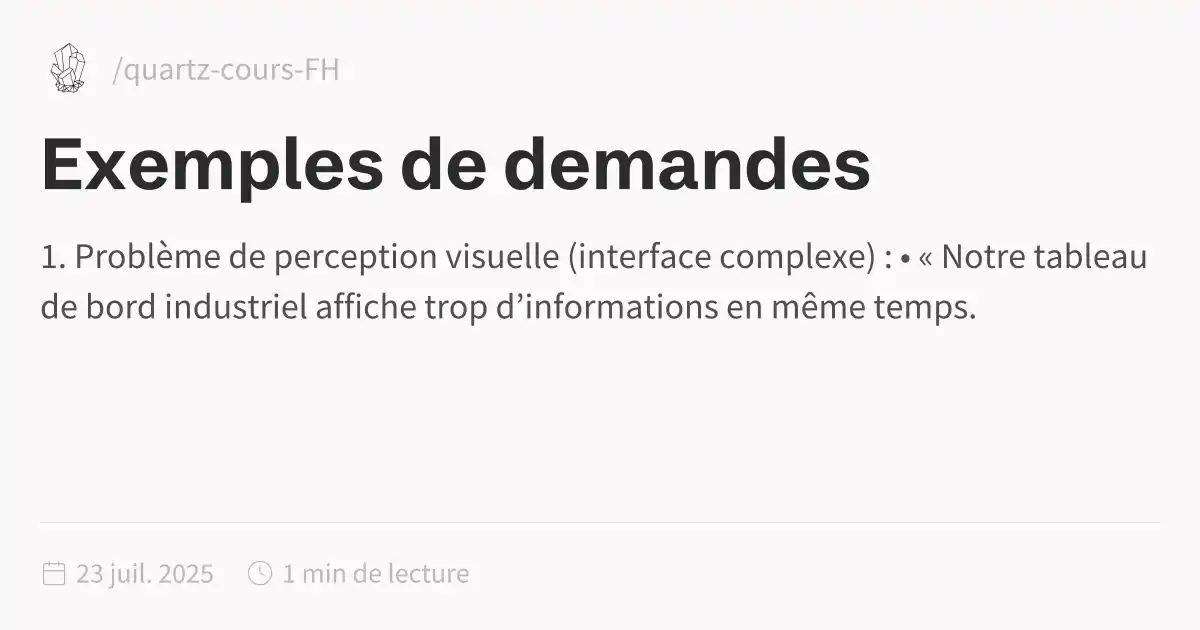 /quartz-cours-FH
Exemples de demandes
1. Problème de perception visuelle (interface complexe) : • « Notre tableau
de bord industriel affiche trop d’informations en même temps.
23 juil. 2025 1 min de lecture